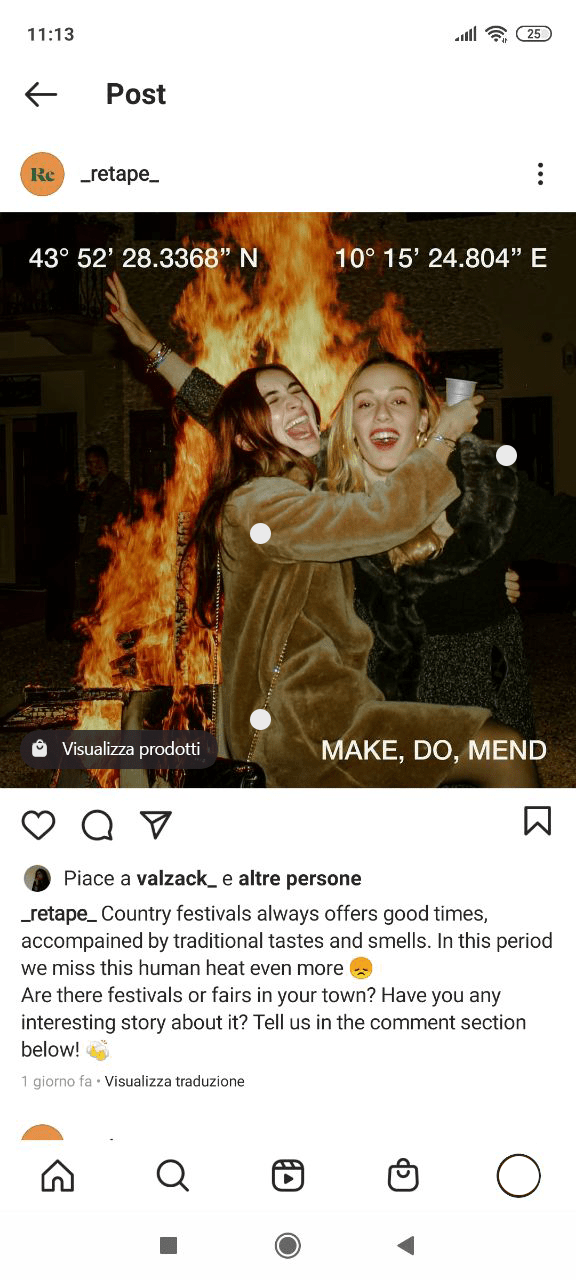 11:13
25
Post
Re
_retape_
43° 52’ 28.3368” N
10° 15’ 24.804” E
Visualizza prodotti
MAKE, DO, MEND
Piace a valzack_ e altre persone
_retape_ Country festivals always offers good times,
accompained by traditional tastes and smells. In this period
we miss this human heat even more 😞
Are there festivals or fairs in your town? Have you any
interesting story about it? Tell us in the comment section
below! 🍻
1 giorno fa • Visualizza traduzione